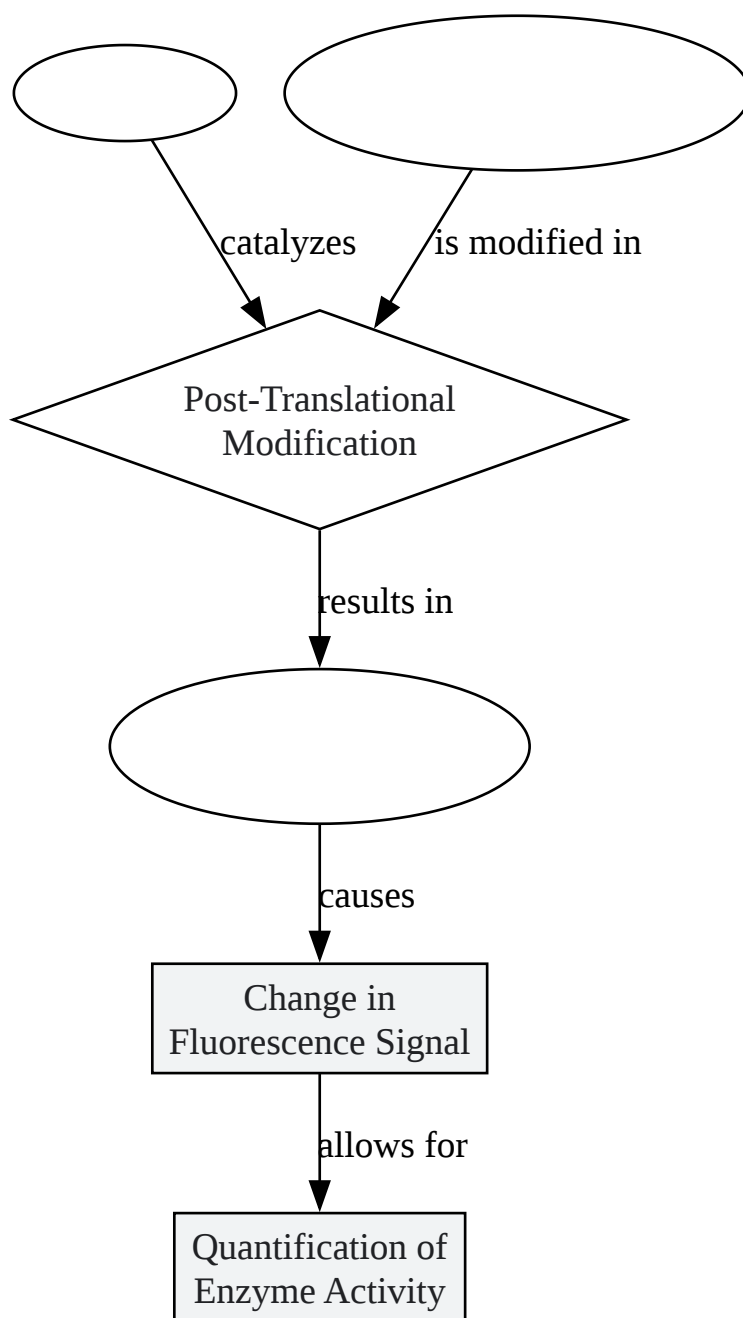 catalyzes
is modified in
Post-Translational
Modification
results in
causes
Change in
Fluorescence Signal
allows for
Quantification of
Enzyme Activity